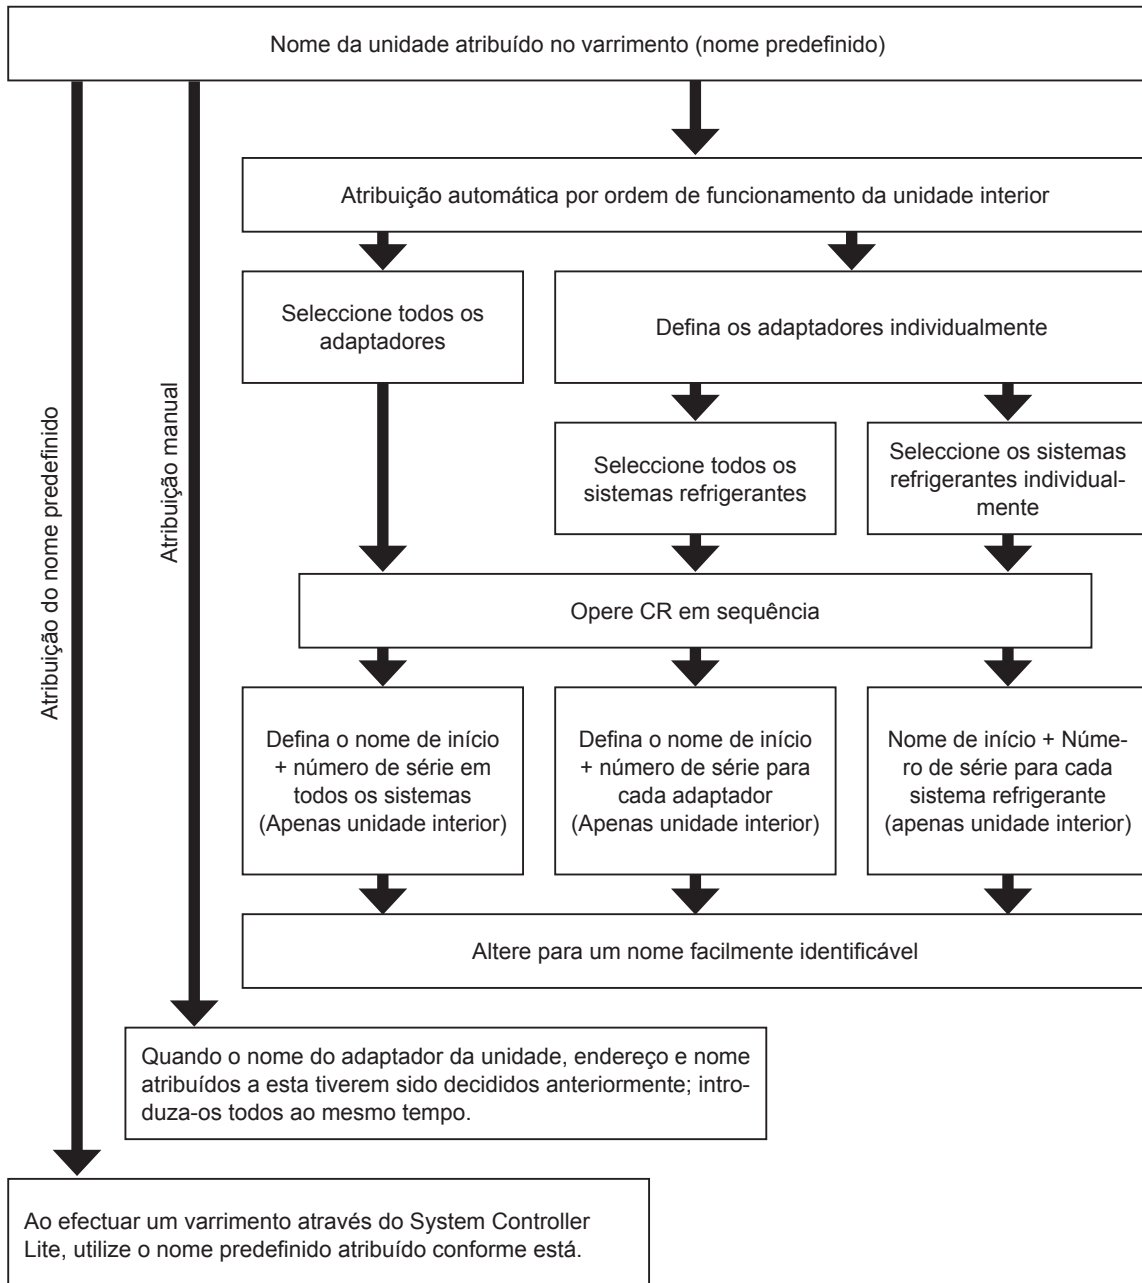 Nome da unidade atribuído no varrimento (nome predefinido)
Atribuição automática por ordem de funcionamento da unidade interior
Seleccione todos os
adaptadores
Defina os adaptadores individualmente
Seleccione todos os
sistemas refrigerantes
Seleccione os sistemas
refrigerantes individual-
mente
Opere CR em sequência
Defina o nome de início
+ número de série em
todos os sistemas
(Apenas unidade interior)
Defina o nome de início
+ número de série para
cada adaptador
(Apenas unidade interior)
Nome de início + Núme-
ro de série para cada
sistema refrigerante
(apenas unidade interior)
Altere para um nome facilmente identificável
Atribuição manual
Quando o nome do adaptador da unidade, endereço e nome
atribuídos a esta tiverem sido decididos anteriormente; intro-
duza-os todos ao mesmo tempo.
Atribuição do nome predefinido
Ao efectuar um varrimento através do System Controller
Lite, utilize o nome predefinido atribuído conforme está.